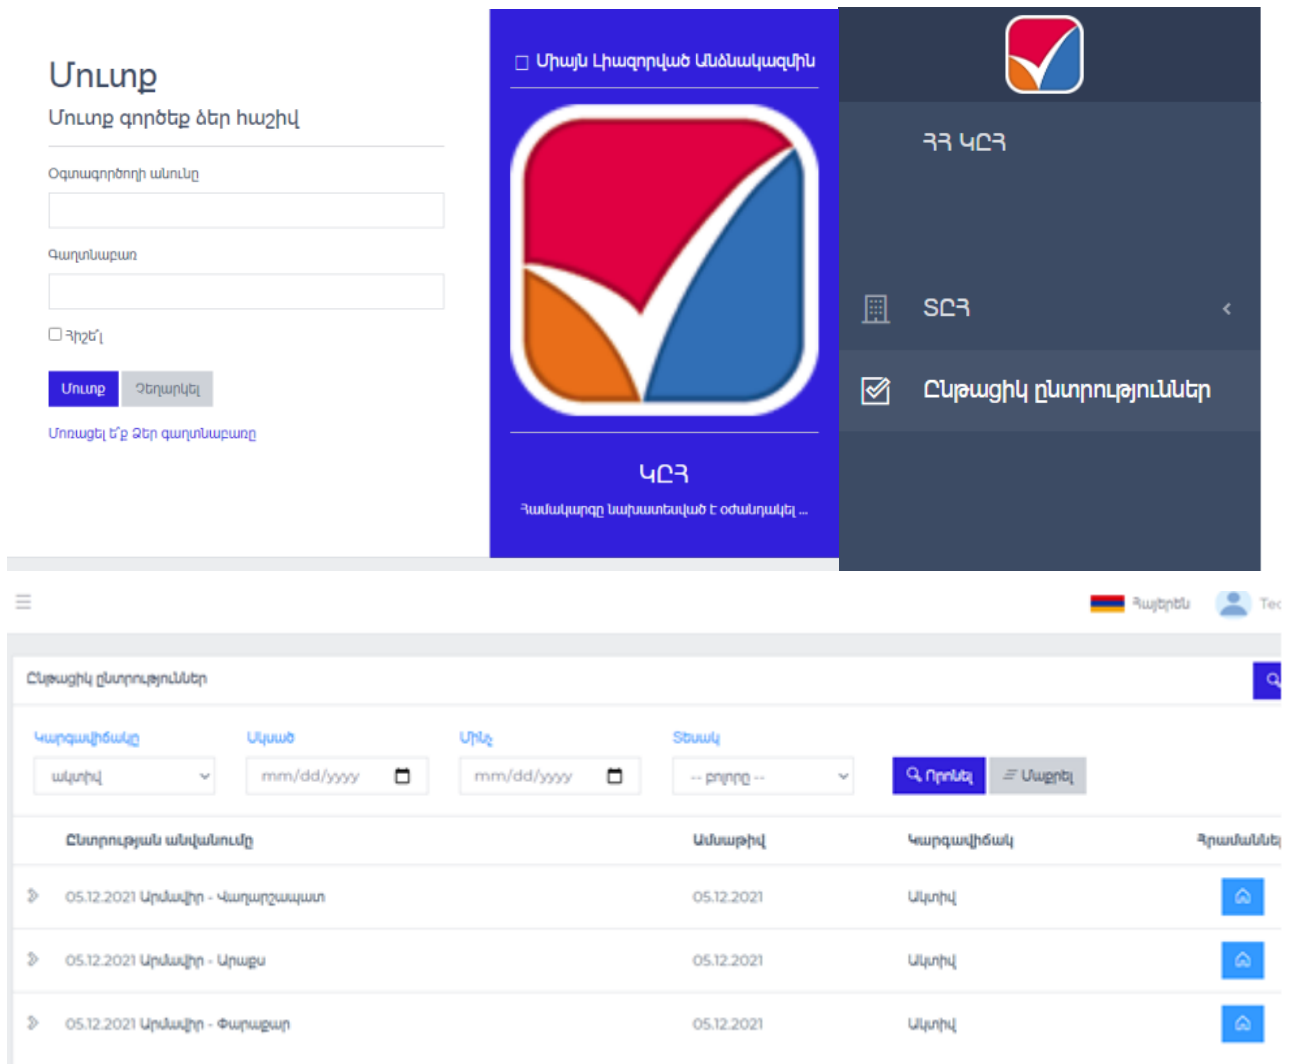 Մուտք
Մուտք գործեք ձեր հաշիվ
Օգտագործողի անունը
Գաղտնաբառ
Հիշե՛լ
Մուտք Չեղարկել
Մոռացել ե՞ք Ձեր գաղտնաբառը
Միայն Լիազորված Անձնակազմին
ԿԸՀ
Համակարգը նախատեսված է օժանդակել ...
ՀՀ ԿԸՀ
ՏԸՀ
Ընթացիկ ընտրություններ
Հայերեն Tec
Ընթացիկ ընտրություններ
Կարգավիճակը Սկսած Մինչ Տեսակ
ակտիվ mm/dd/yyyy mm/dd/yyyy -- բոլորը -- Որոնել Մաքրել
Ընտրության անվանումը Ամսաթիվ Կարգավիճակ Հրամաններ
05.12.2021 Արմավիր - Վաղարշապատ 05.12.2021 Ակտիվ
05.12.2021 Արմավիր - Արաքս 05.12.2021 Ակտիվ
05.12.2021 Արմավիր - Փարաքար 05.12.2021 Ակտիվ